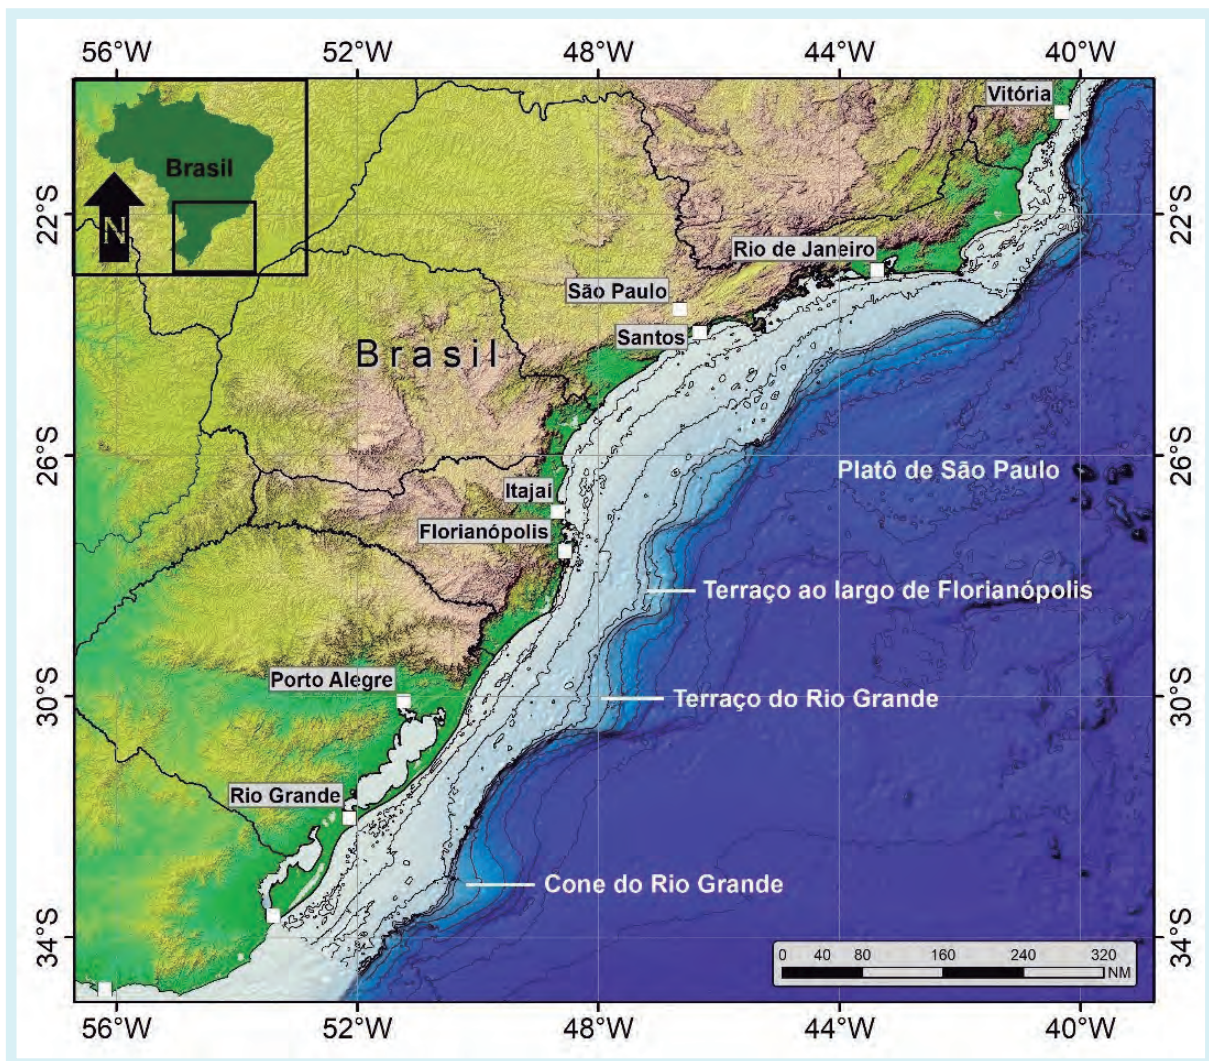 56°W 52°W 48°W 44°W 40°W
Vitória
Brasil
N
22°S 22°S
Rio de Janeiro
São Paulo
Santos
Brasil
26°S 26°S
Platô de São Paulo
Itajaí
Florianópolis
Terraço ao largo de Florianópolis
Porto Alegre
30°S 30°S
Terraço do Rio Grande
Rio Grande
Cone do Rio Grande
34°S 34°S
0 40 80 160 240 320
NM
56°W 52°W 48°W 44°W 40°W